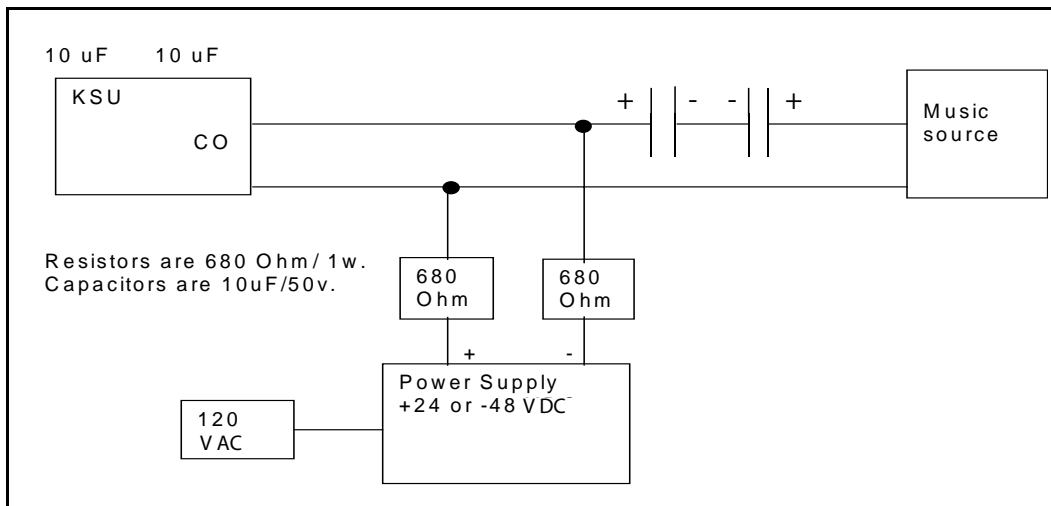 10 uF 10 uF
KSU
CO
+ - - +
Music
source
Resistors are 680 Ohm/ 1w.
Capacitors are 10uF/50v.
680
Ohm
680
Ohm
+ -
Power Supply
+24 or -48 VDC
120
VAC